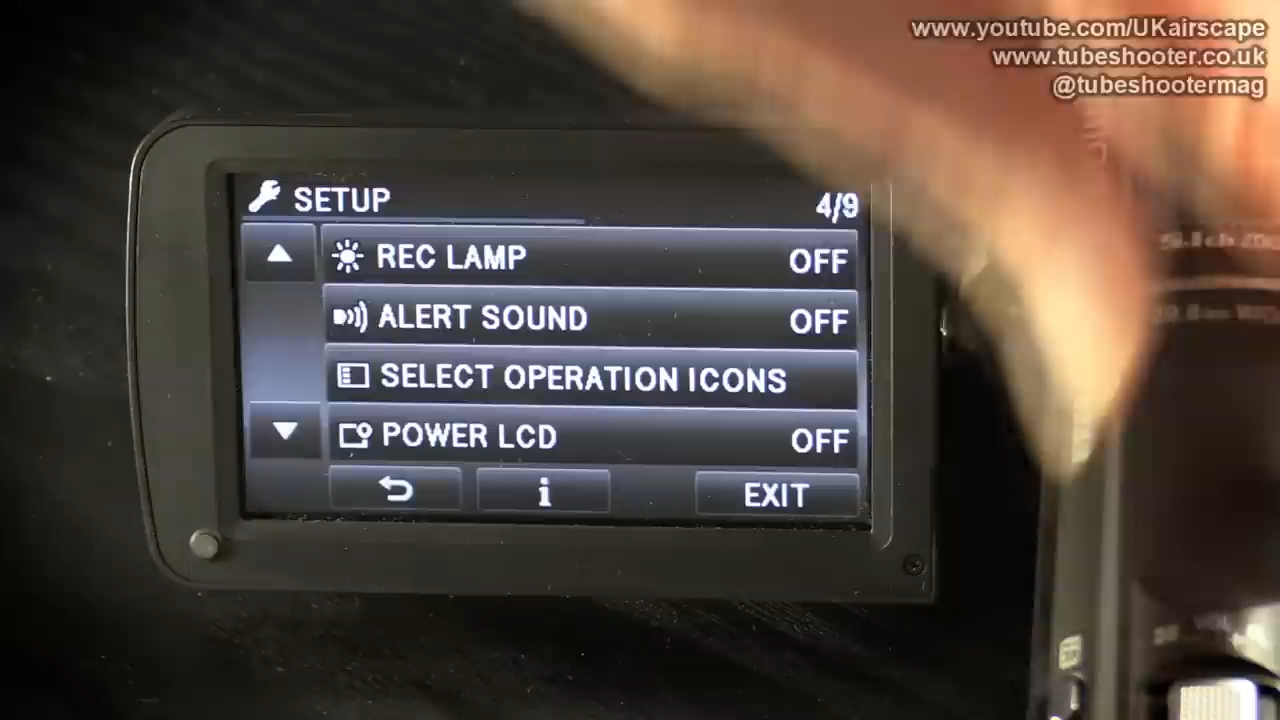 www.youtube.com/UKairscape
www.tubeshooter.co.uk
@tubeshootermag
SETUP 4/9
REC LAMP OFF
ALERT SOUND OFF
SELECT OPERATION ICONS
POWER LCD OFF
i EXIT